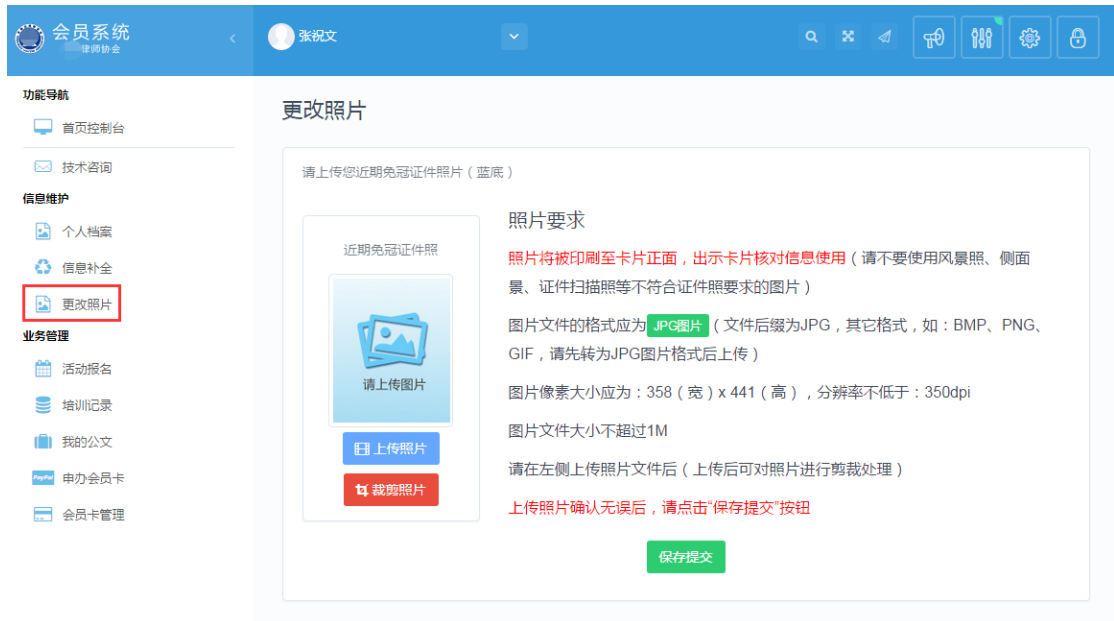 会员系统
律师协会
张祝文
功能导航
首页控制台
技术咨询
信息维护
个人档案
信息补全
更改照片
业务管理
活动报名
培训记录
我的公文
PayPal
申办会员卡
会员卡管理
更改照片
请上传您近期免冠证件照片（蓝底）
近期免冠证件照
请上传图片
上传照片
裁剪照片
照片要求
照片将被印刷至卡片正面，出示卡片核对信息使用（请不要使用风景照、侧面
景、证件扫描照等不符合证件照要求的图片）
图片文件的格式应为 JPG图片（文件后缀为JPG，其它格式，如：BMP、PNG、
GIF，请先转为JPG图片格式后上传）
图片像素大小应为：358（宽）x 441（高），分辨率不低于：350dpi
图片文件大小不超过1M
请在左侧上传照片文件后（上传后可对照片进行剪裁处理）
上传照片确认无误后，请点击“保存提交”按钮
保存提交